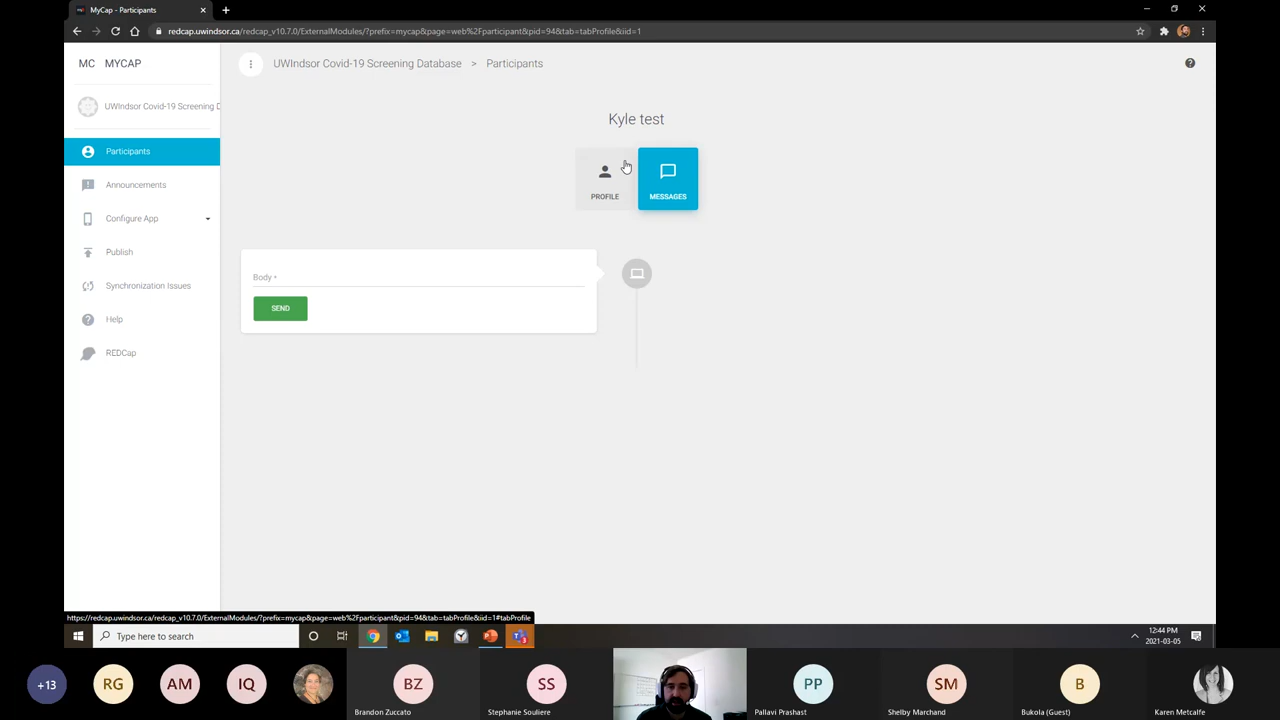 MyCap - Participants
redcap.uwindsor.ca/redcap_v10.7.0/ExternalModules/?prefix=mycap&page=web%2Fparticipant&pid=94&tab=tabProfile&iid=1
MC MYCAP
UWIndsor Covid-19 Screening Database > Participants
UWIndsor Covid-19 Screening D
Kyle test
Participants
PROFILE
MESSAGES
Announcements
Configure App
Publish
Body *
Synchronization Issues
SEND
Help
REDCap
https://redcap.uwindsor.ca/redcap_v10.7.0/ExternalModules/?prefix=mycap&page=web%2Fparticipant&pid=94&tab=tabProfile&iid=1#tabProfile
Type here to search
12:44 PM
2021-03-05
+13
RG
AM
IQ
BZ
Brandon Zuccato
SS
Stephanie Souliere
PP
Pallavi Prashast
SM
Shelby Marchand
B
Bukola (Guest)
Karen Metcalfe